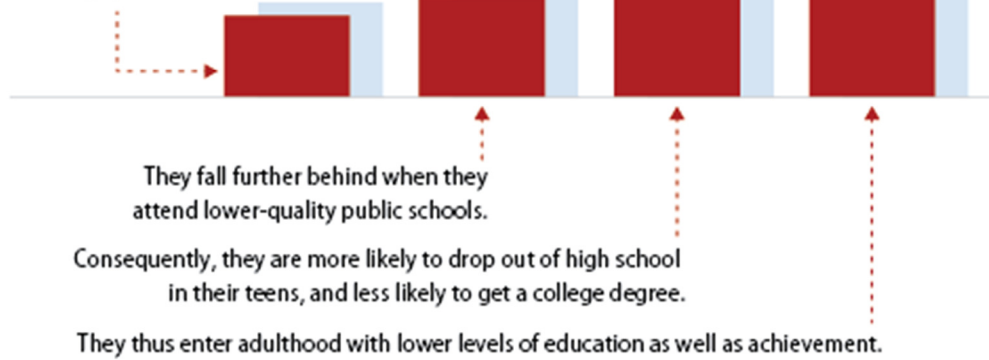 They fall further behind when they
attend lower-quality public schools.
Consequently, they are more likely to drop out of high school
in their teens, and less likely to get a college degree.
They thus enter adulthood with lower levels of education as well as achievement.